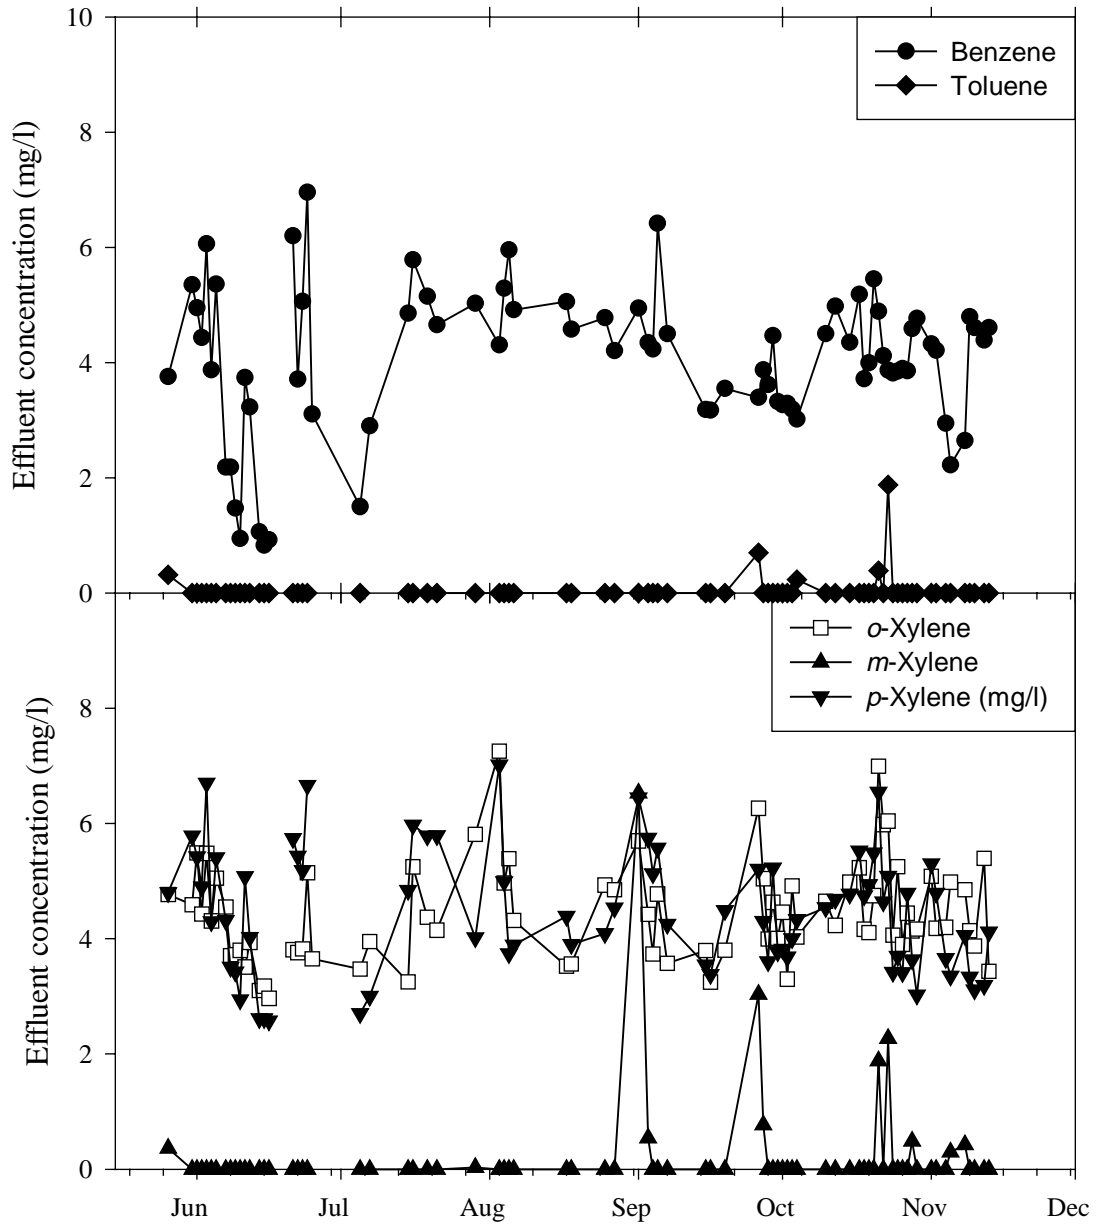 10
Benzene
Toluene
8
6
4
2
0
Effluent concentration (mg/l)
o-Xylene
m-Xylene
p-Xylene (mg/l)
8
6
4
2
0
Effluent concentration (mg/l)
Jun Jul Aug Sep Oct Nov Dec